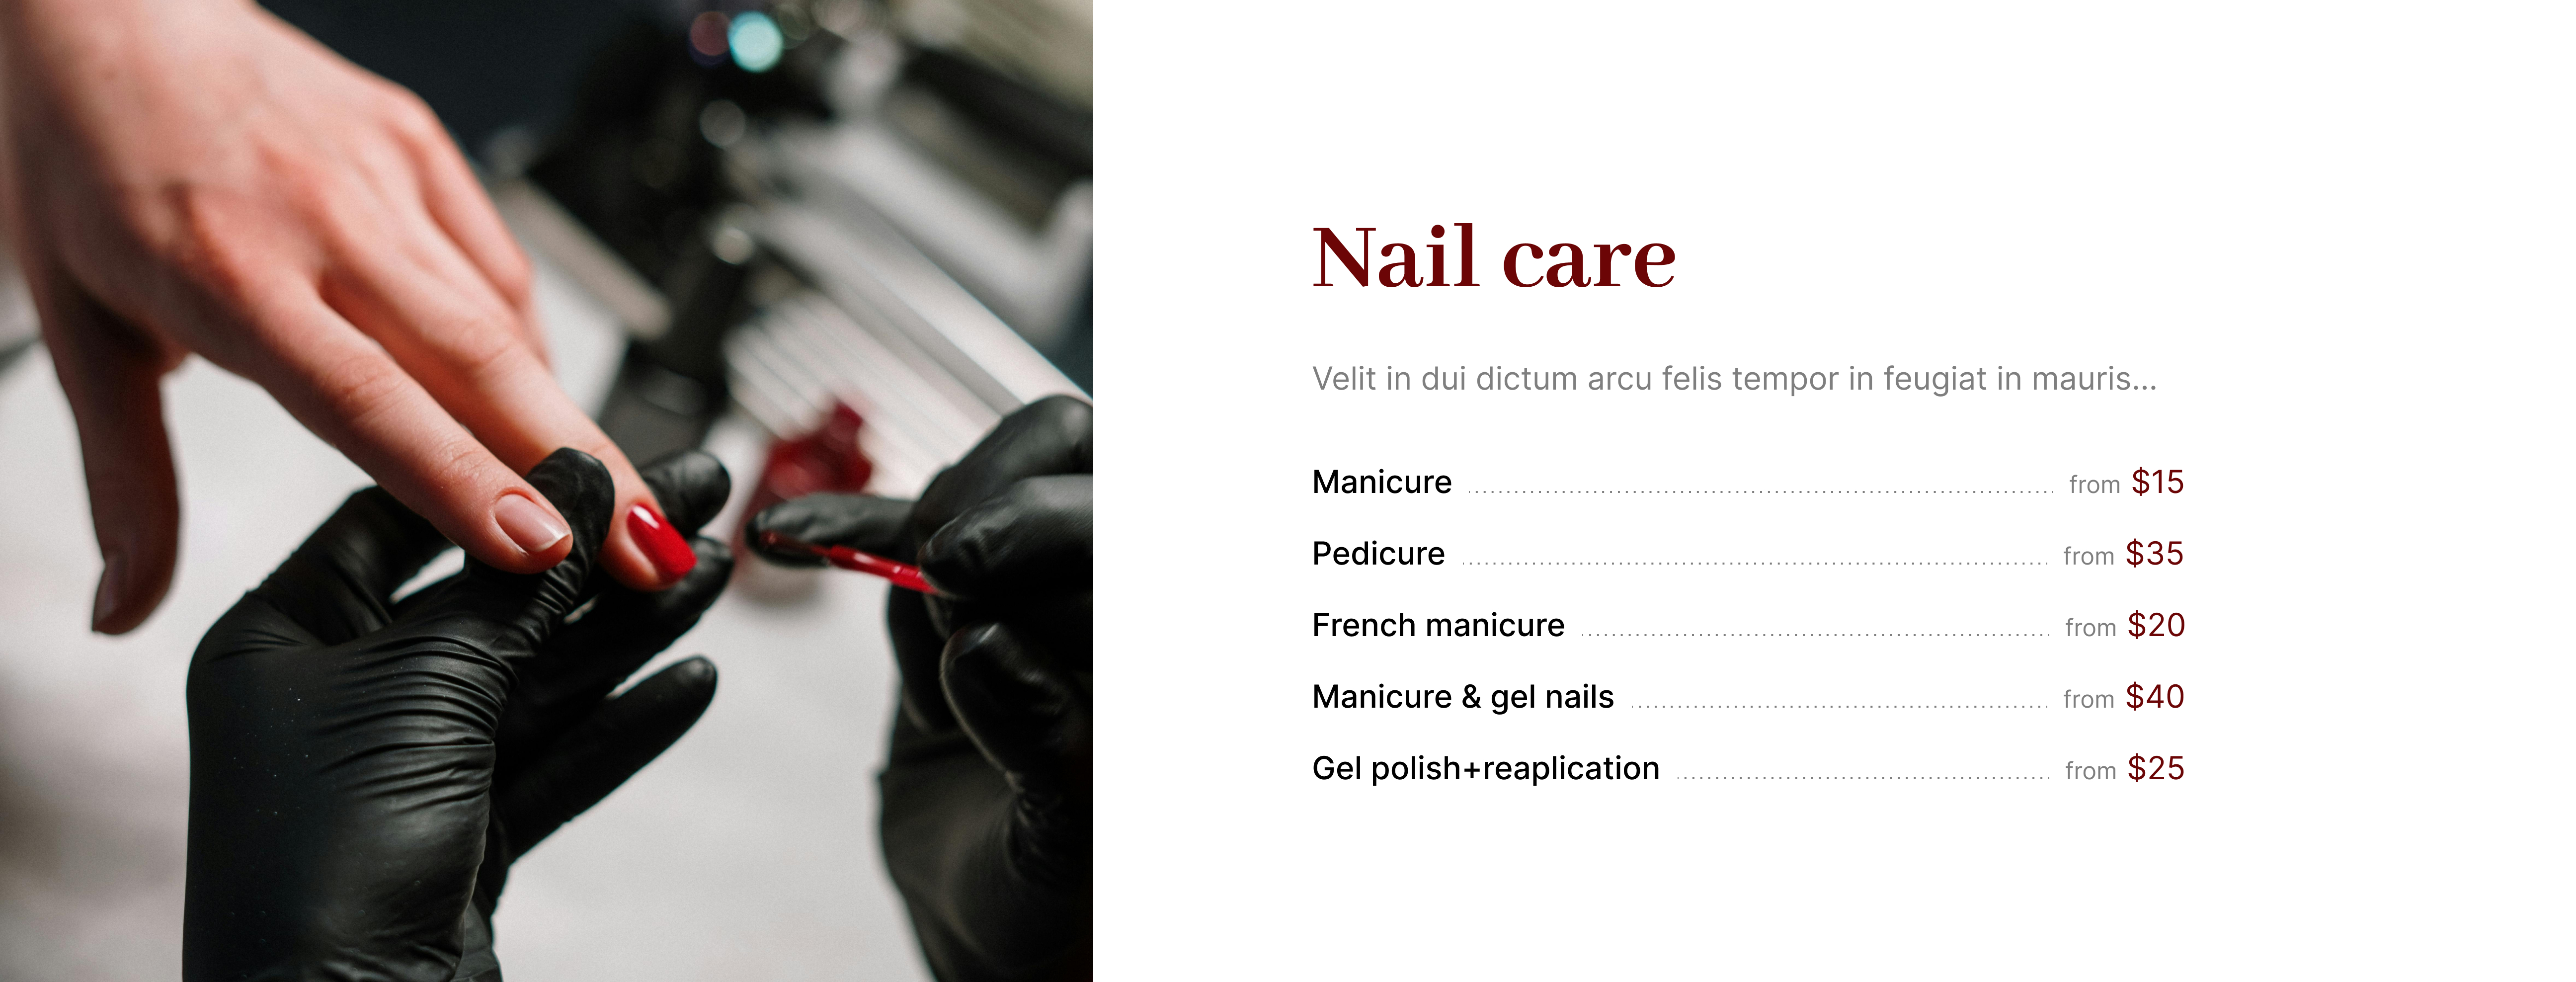 Nail care
Velit in dui dictum arcu felis tempor in feugiat in mauris...
Manicure from $15
Pedicure from $35
French manicure from $20
Manicure & gel nails from $40
Gel polish+reaplication from $25